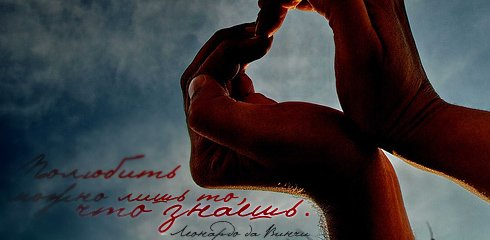 Полюбить
можно лишь то,
что знаешь.
Леонардо да Винчи